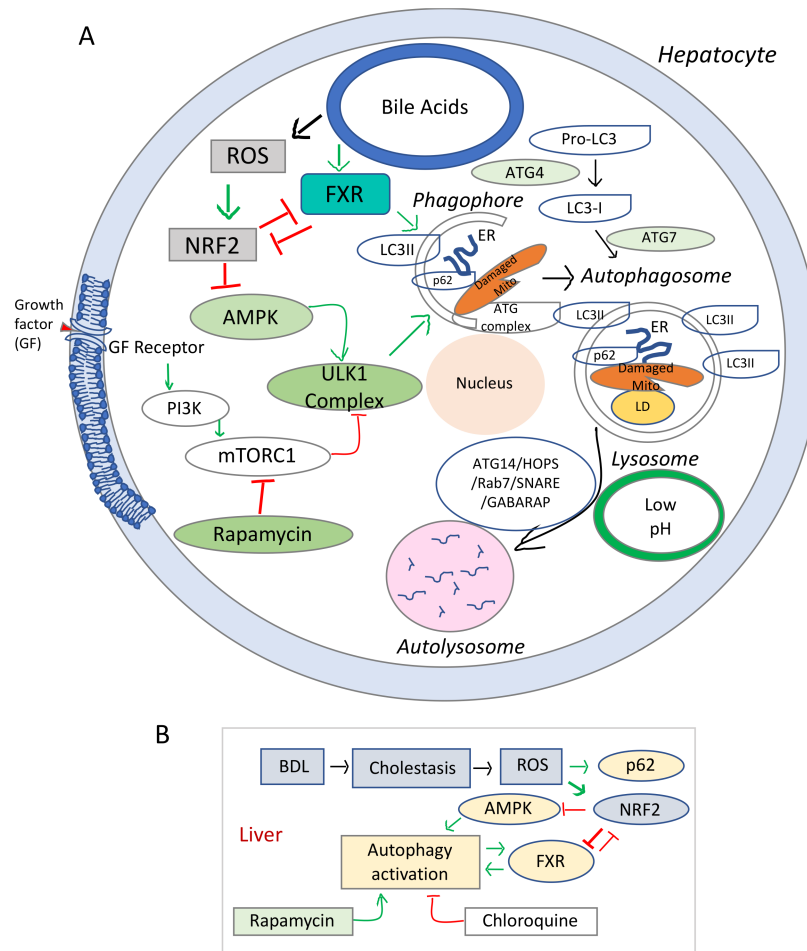 A
Hepatocyte
Bile Acids
Pro-LC3
ROS
ATG4
FXR
Phagophore
LC3-I
NRF2
LC3II
ER
ATG7
p62
Damaged
Mito
Autophagosome
Growth
factor
(GF)
GF Receptor
AMPK
ATG
complex
LC3II
LC3II
ER
p62
LC3II
Damaged
Mito
LD
ULK1
Complex
Nucleus
PI3K
mTORC1
ATG14/HOPS
/Rab7/SNARE
/GABARAP
Lysosome
Low
pH
Rapamycin
Autolysosome
B
BDL
Cholestasis
ROS
p62
AMPK
NRF2
Liver
Autophagy
activation
FXR
Rapamycin
Chloroquine